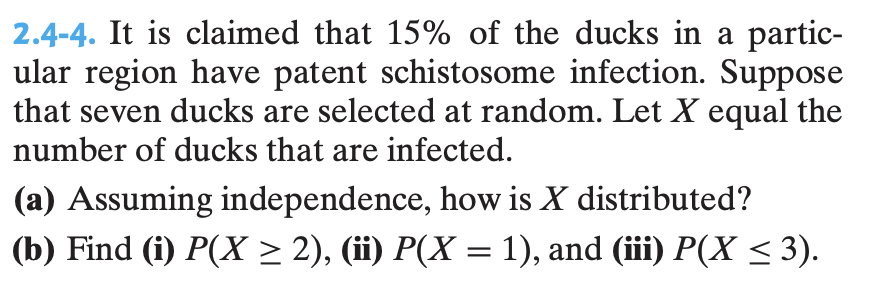 2.4-4. It is claimed that 15% of the ducks in a partic-
ular region have patent schistosome infection. Suppose
that seven ducks are selected at random. Let X equal the
number of ducks that are infected.
(a) Assuming independence, how is X distributed?
(b) Find (i) P(X ≥ 2), (ii) P(X = 1), and (iii) P(X ≤ 3).